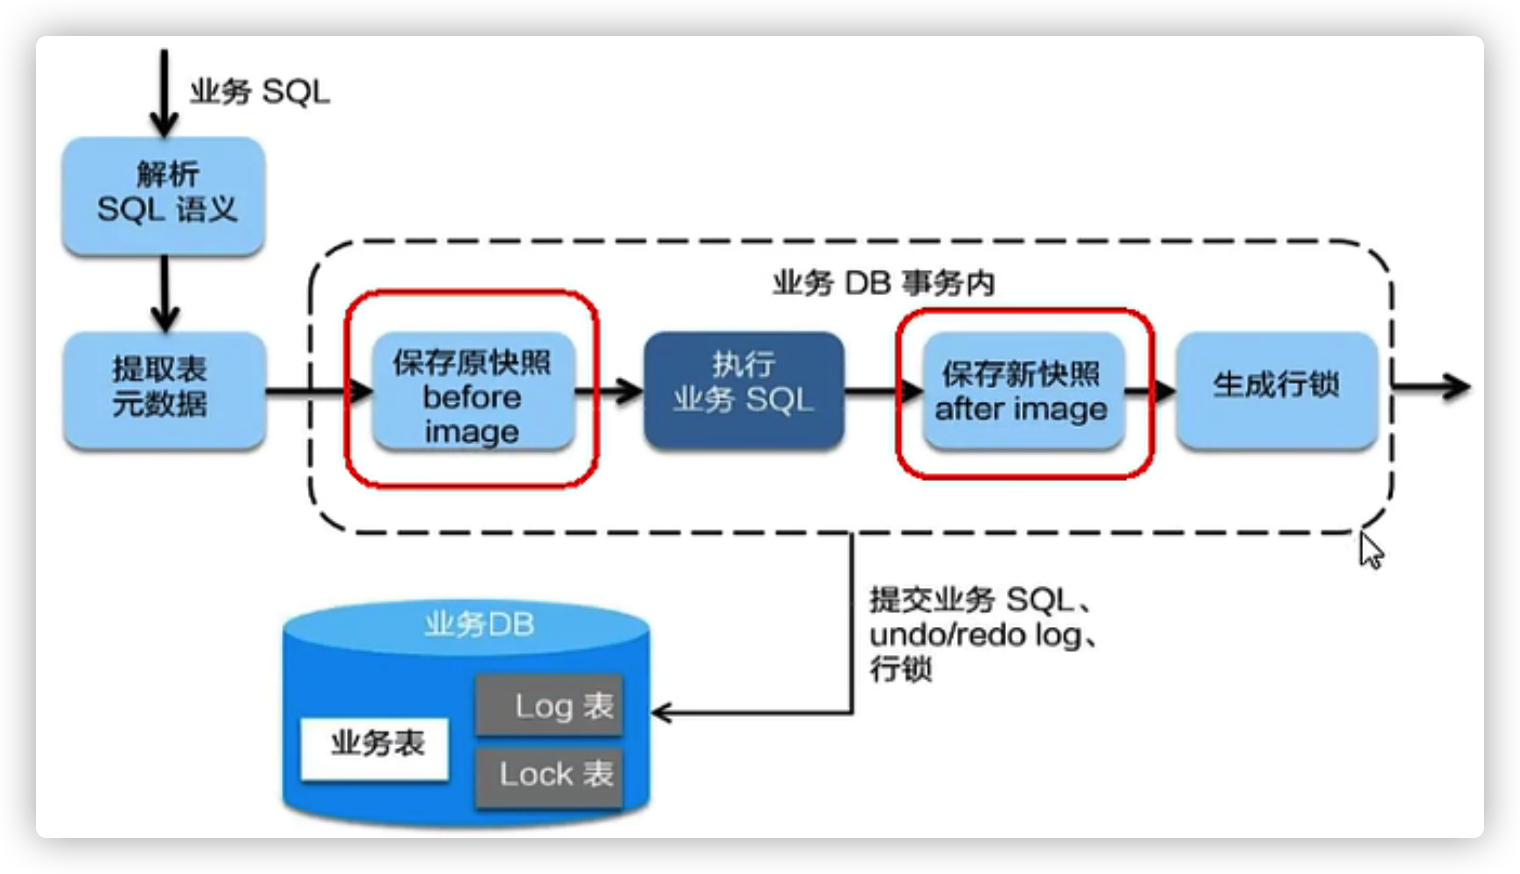 业务 SQL
解析
SQL 语义
提取表
元数据
业务 DB 事务内
保存原快照
before
image
执行
业务 SQL
保存新快照
after image
生成行锁
提交业务 SQL、
undo/redo log、
行锁
业务DB
业务表
Log 表
Lock 表